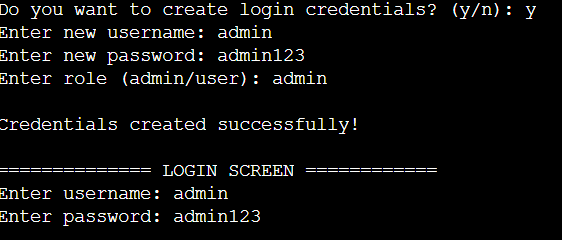 Do you want to create login credentials? (y/n): y
Enter new username: admin
Enter new password: admin123
Enter role (admin/user): admin
Credentials created successfully!
============== LOGIN SCREEN ============
Enter username: admin
Enter password: admin123